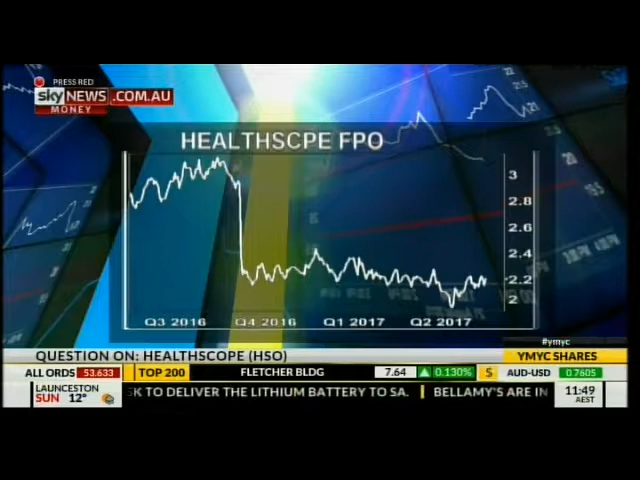 PRESS RED
sky NEWS .COM.AU
MONEY
HEALTHSCPE FPO
3
2.8
2.6
2.4
2.2
2
Q3 2016 Q4 2016 Q1 2017 Q2 2017
#ymyc
QUESTION ON: HEALTHSCOPE (HSO) YMYC SHARES
ALL ORDS 53.633 TOP 200 FLETCHER BLDG 7.64 0.130% $ AUD-USD 0.7605
LAUNCESTON
SUN 12°
SK TO DELIVER THE LITHIUM BATTERY TO SA. BELLAMY'S ARE IN
11:49
AEST